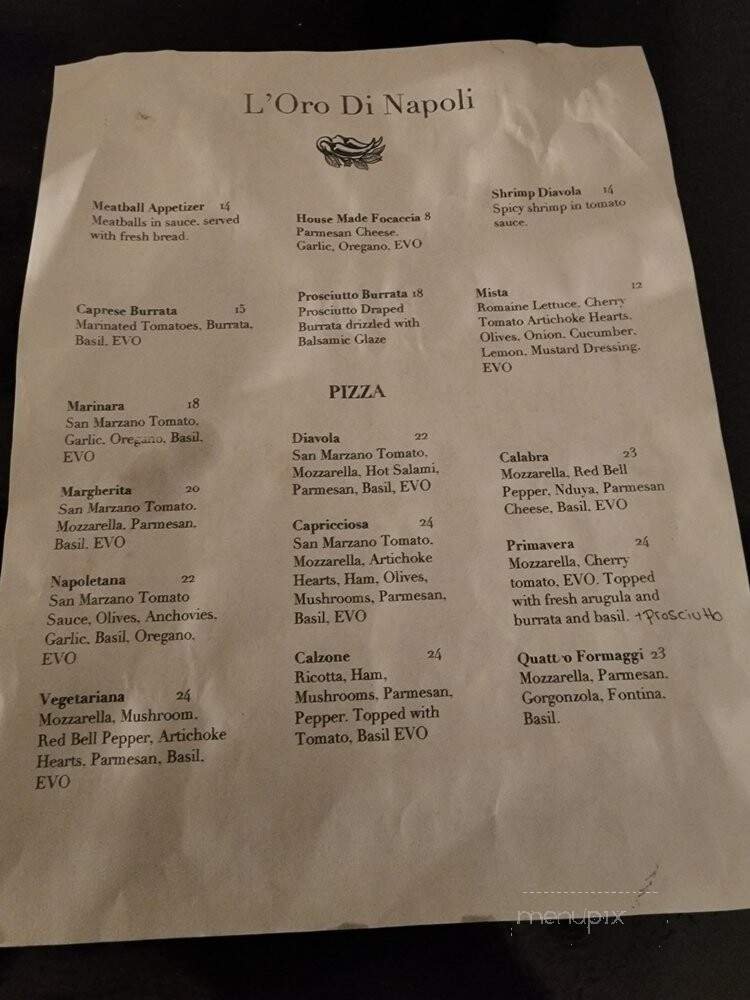 L'Oro Di Napoli
Meatball Appetizer 14
Meatballs in sauce. served
with fresh bread.
House Made Focaccia 8
Parmesan Cheese.
Garlic, Oregano. EVO
Shrimp Diavola 14
Spicy shrimp in tomato
sauce.
Caprese Burrata 15
Marinated Tomatoes, Burrata,
Basil. EVO
Prosciutto Burrata 18
Prosciutto Draped
Burrata drizzled with
Balsamic Glaze
Mista 12
Romaine Lettuce. Cherry
Tomato Artichoke Hearts.
Olives. Onion. Cucumber.
Lemon. Mustard Dressing.
EVO
PIZZA
Marinara 18
San Marzano Tomato,
Garlic. Oregano, Basil.
EVO
Margherita 20
San Marzano Tomato.
Mozzarella, Parmesan.
Basil. EVO
Napoletana 22
San Marzano Tomato
Sauce, Olives, Anchovies.
Garlic. Basil, Oregano.
EVO
Vegetariana 24
Mozzarella, Mushroom.
Red Bell Pepper, Artichoke
Hearts. Parmesan, Basil.
EVO
Diavola 22
San Marzano Tomato,
Mozzarella, Hot Salami,
Parmesan, Basil, EVO
Capricciosa 24
San Marzano Tomato.
Mozzarella, Artichoke
Hearts, Ham, Olives,
Mushrooms, Parmesan,
Basil, EVO
Calzone 24
Ricotta, Ham,
Mushrooms, Parmesan,
Pepper. Topped with
Tomato, Basil EVO
Calabra 23
Mozzarella, Red Bell
Pepper, Nduya, Parmesan
Cheese, Basil. EVO
Primavera 24
Mozzarella, Cherry
tomato, EVO. Topped
with fresh arugula and
burrata and basil. +Prosciutto
Quattro Formaggi 23
Mozzarella, Parmesan.
Gorgonzola, Fontina.
Basil.
menupix